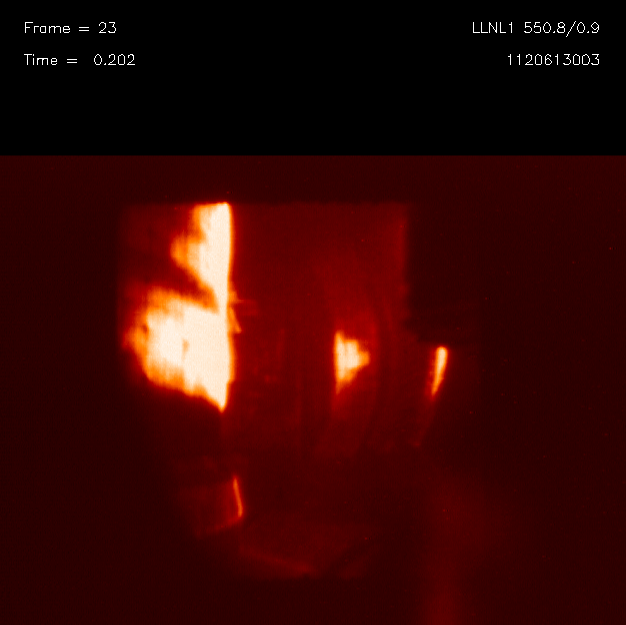 Frame = 23
LLNL1 550.8/0.9
Time = 0.202
1120613003